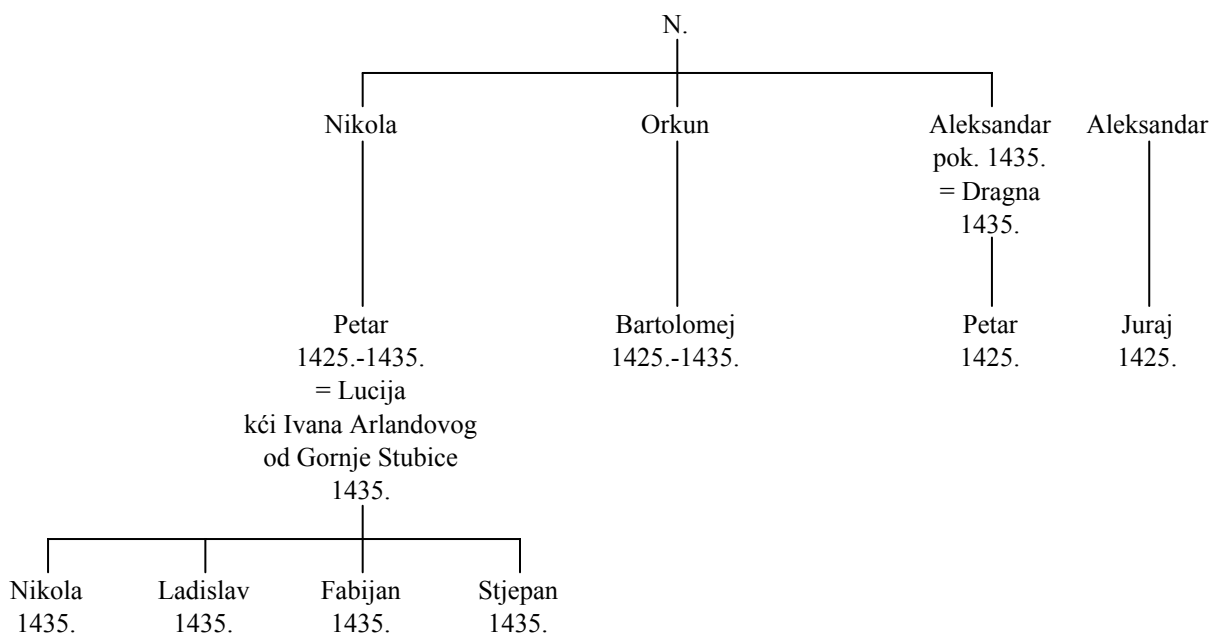 N.
Nikola Orkun Aleksandar Aleksandar
pok. 1435.
= Dragna
1435.
Petar Bartolomej Petar Juraj
1425.-1435. 1425.-1435. 1425. 1425.
= Lucija
kći Ivana Arlandovog
od Gornje Stubice
1435.
Nikola Ladislav Fabijan Stjepan
1435. 1435. 1435. 1435.